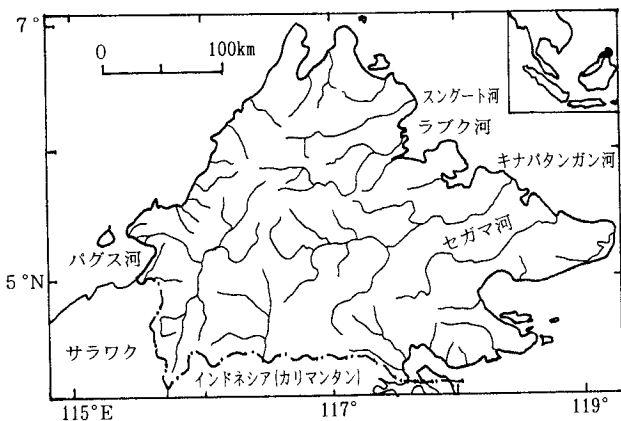 7°
0
100km
スングート河
ラブク河
キナバタンガン河
セガマ河
パダス河
5°N
サラワク
インドネシア(カリマンタン)
115°E
117°
119°